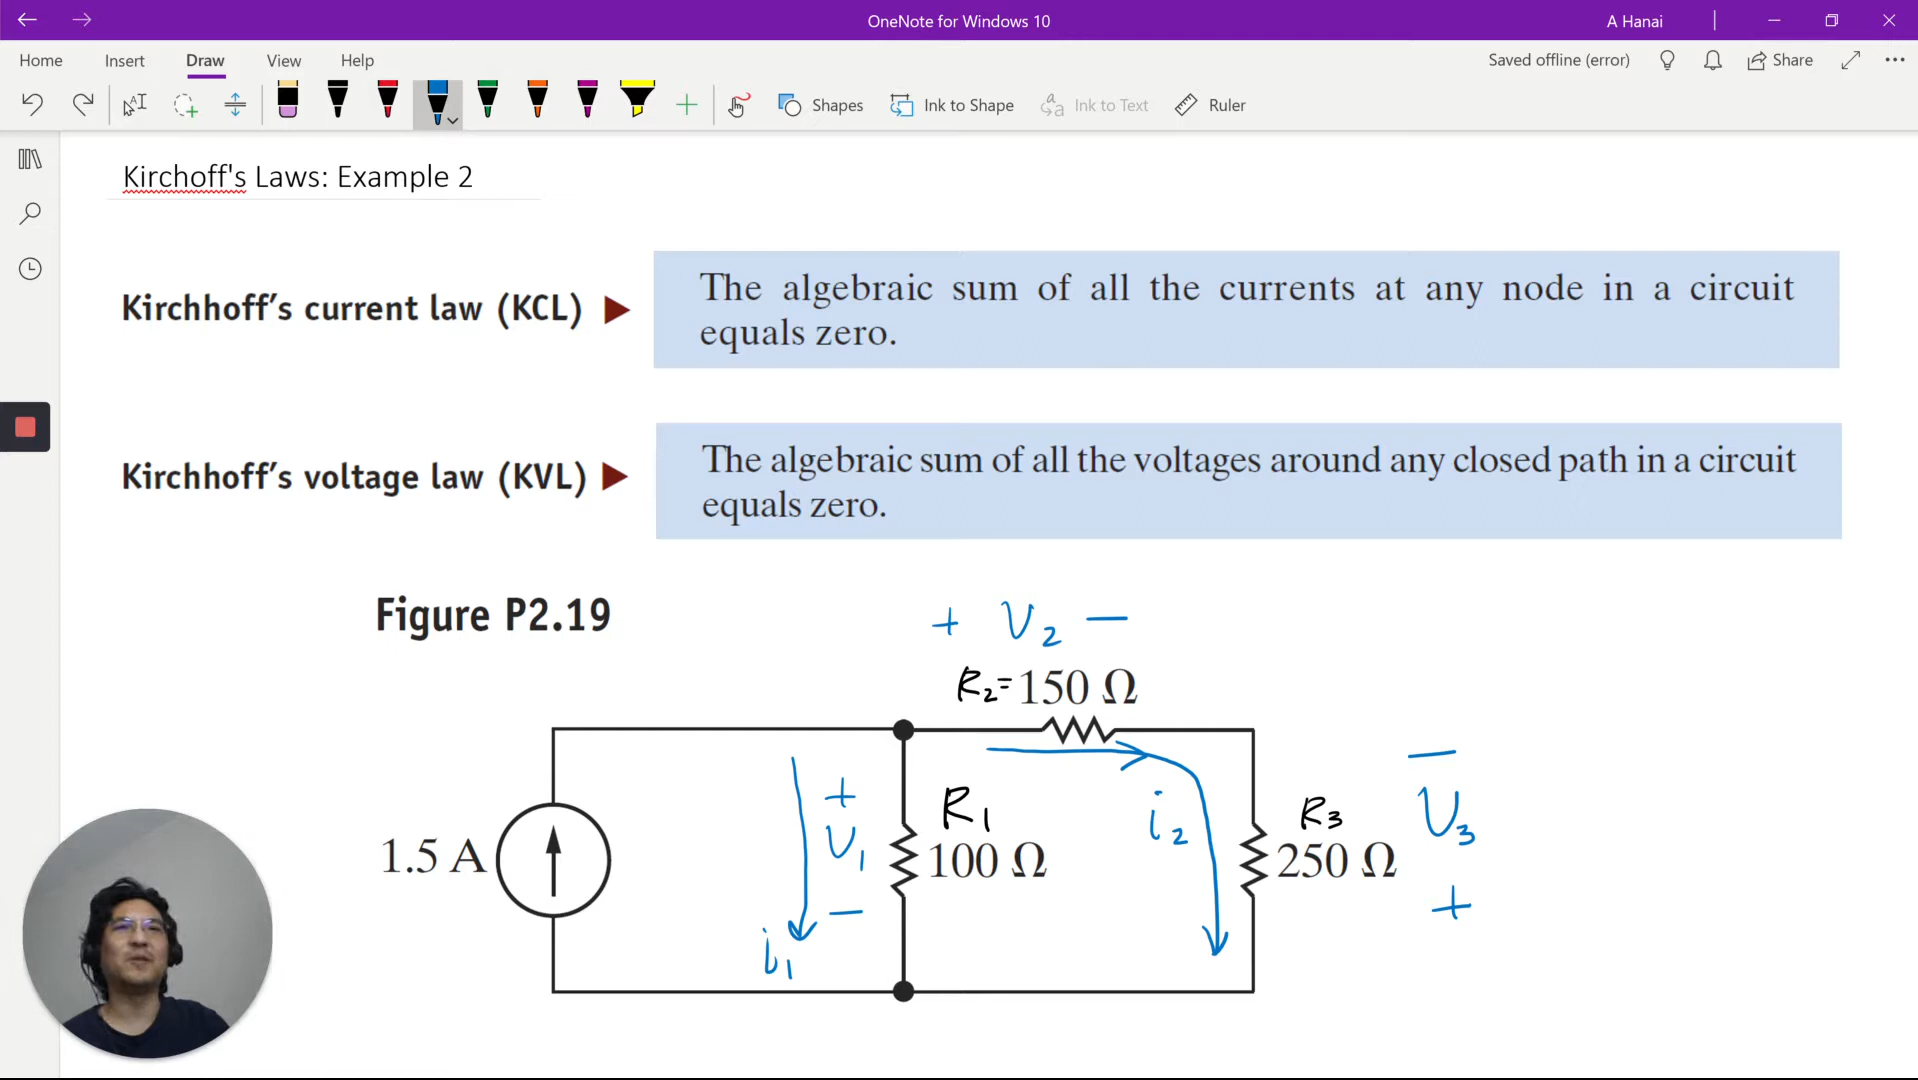 OneNote for Windows 10
A Hanai
Home Insert Draw View Help
Saved offline (error)
Share
Shapes
Ink to Shape
Ink to Text
Ruler
Kirchoff's Laws: Example 2
Kirchhoff's current law (KCL) ▶
The algebraic sum of all the currents at any node in a circuit
equals zero.
Kirchhoff's voltage law (KVL) ▶
The algebraic sum of all the voltages around any closed path in a circuit
equals zero.
Figure P2.19
+ V2 −
R2 = 150 Ω
1.5 A
+
V1
−
i1
R1
100 Ω
i2
R3
250 Ω
−
V3
+